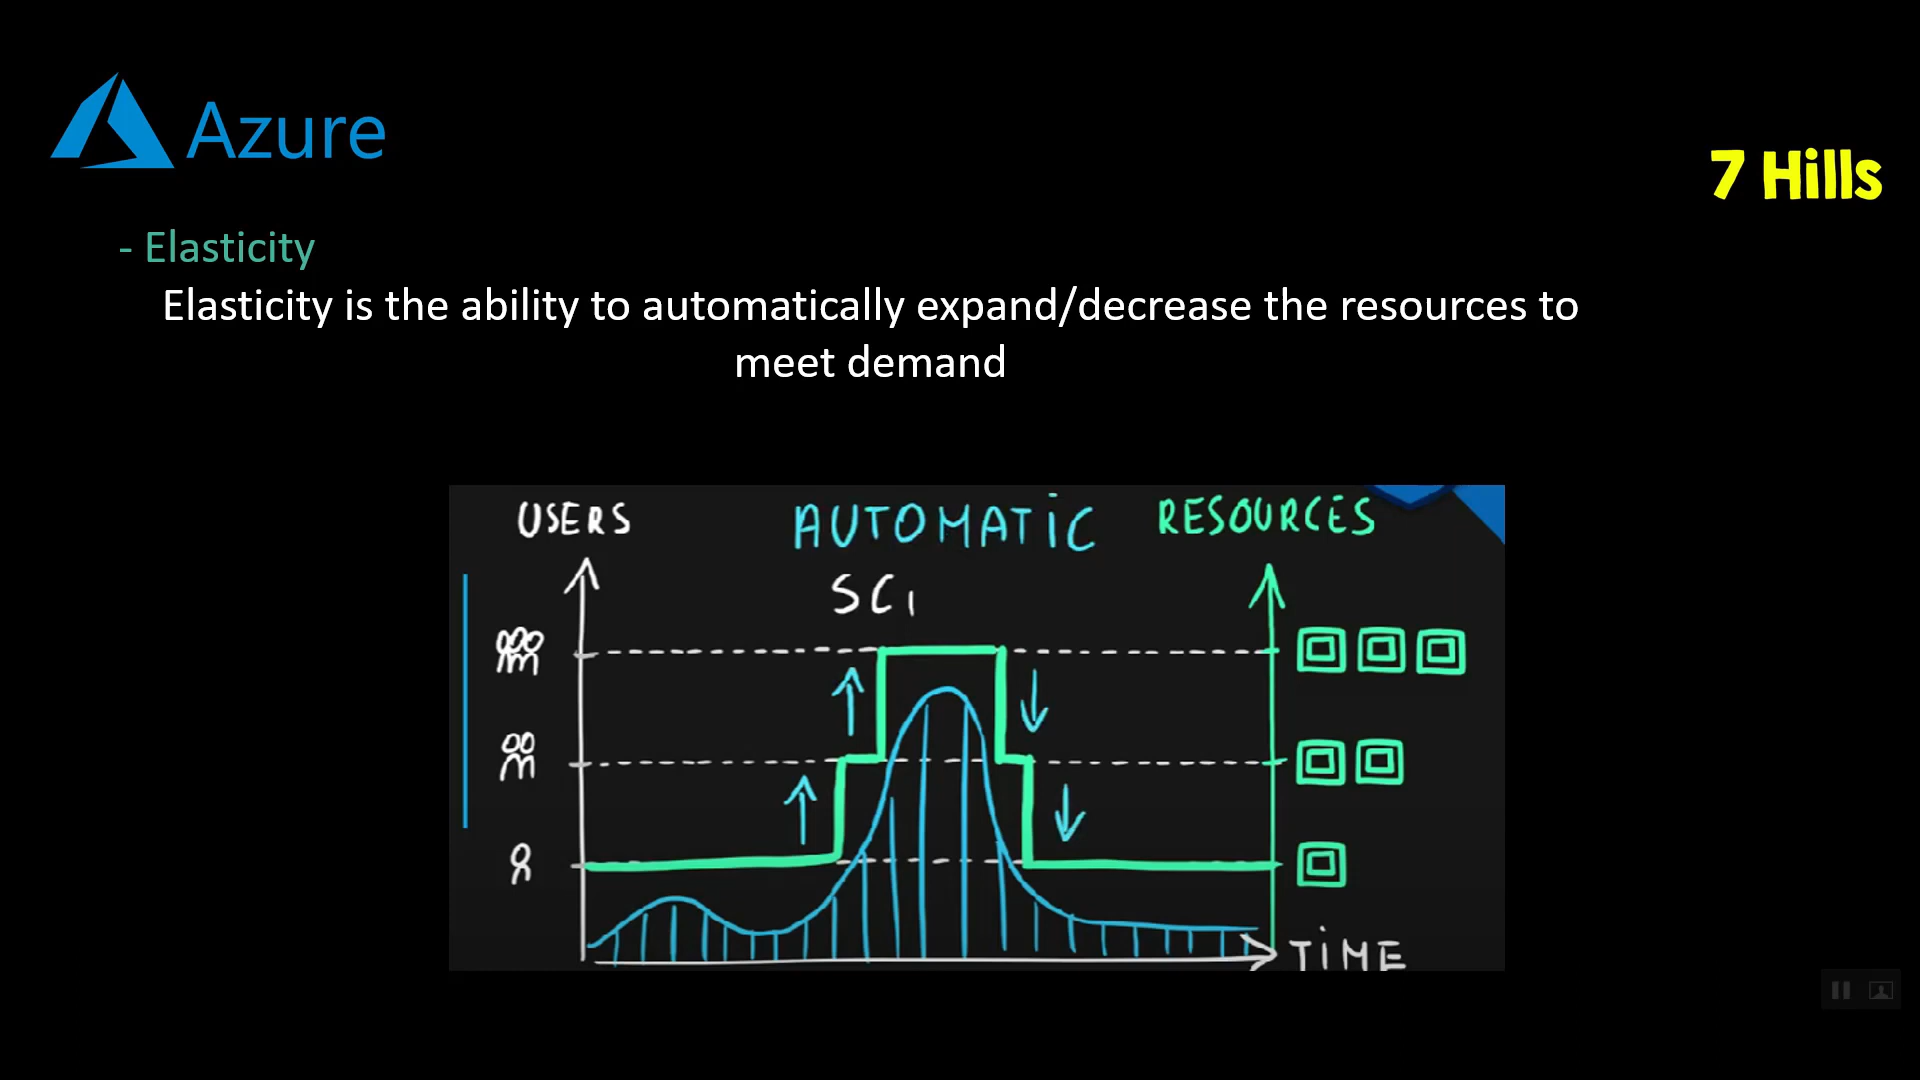 Azure
7 Hills
- Elasticity
Elasticity is the ability to automatically expand/decrease the resources to
meet demand
USERS
AUTOMATIC
RESOURCES
SC
TIME